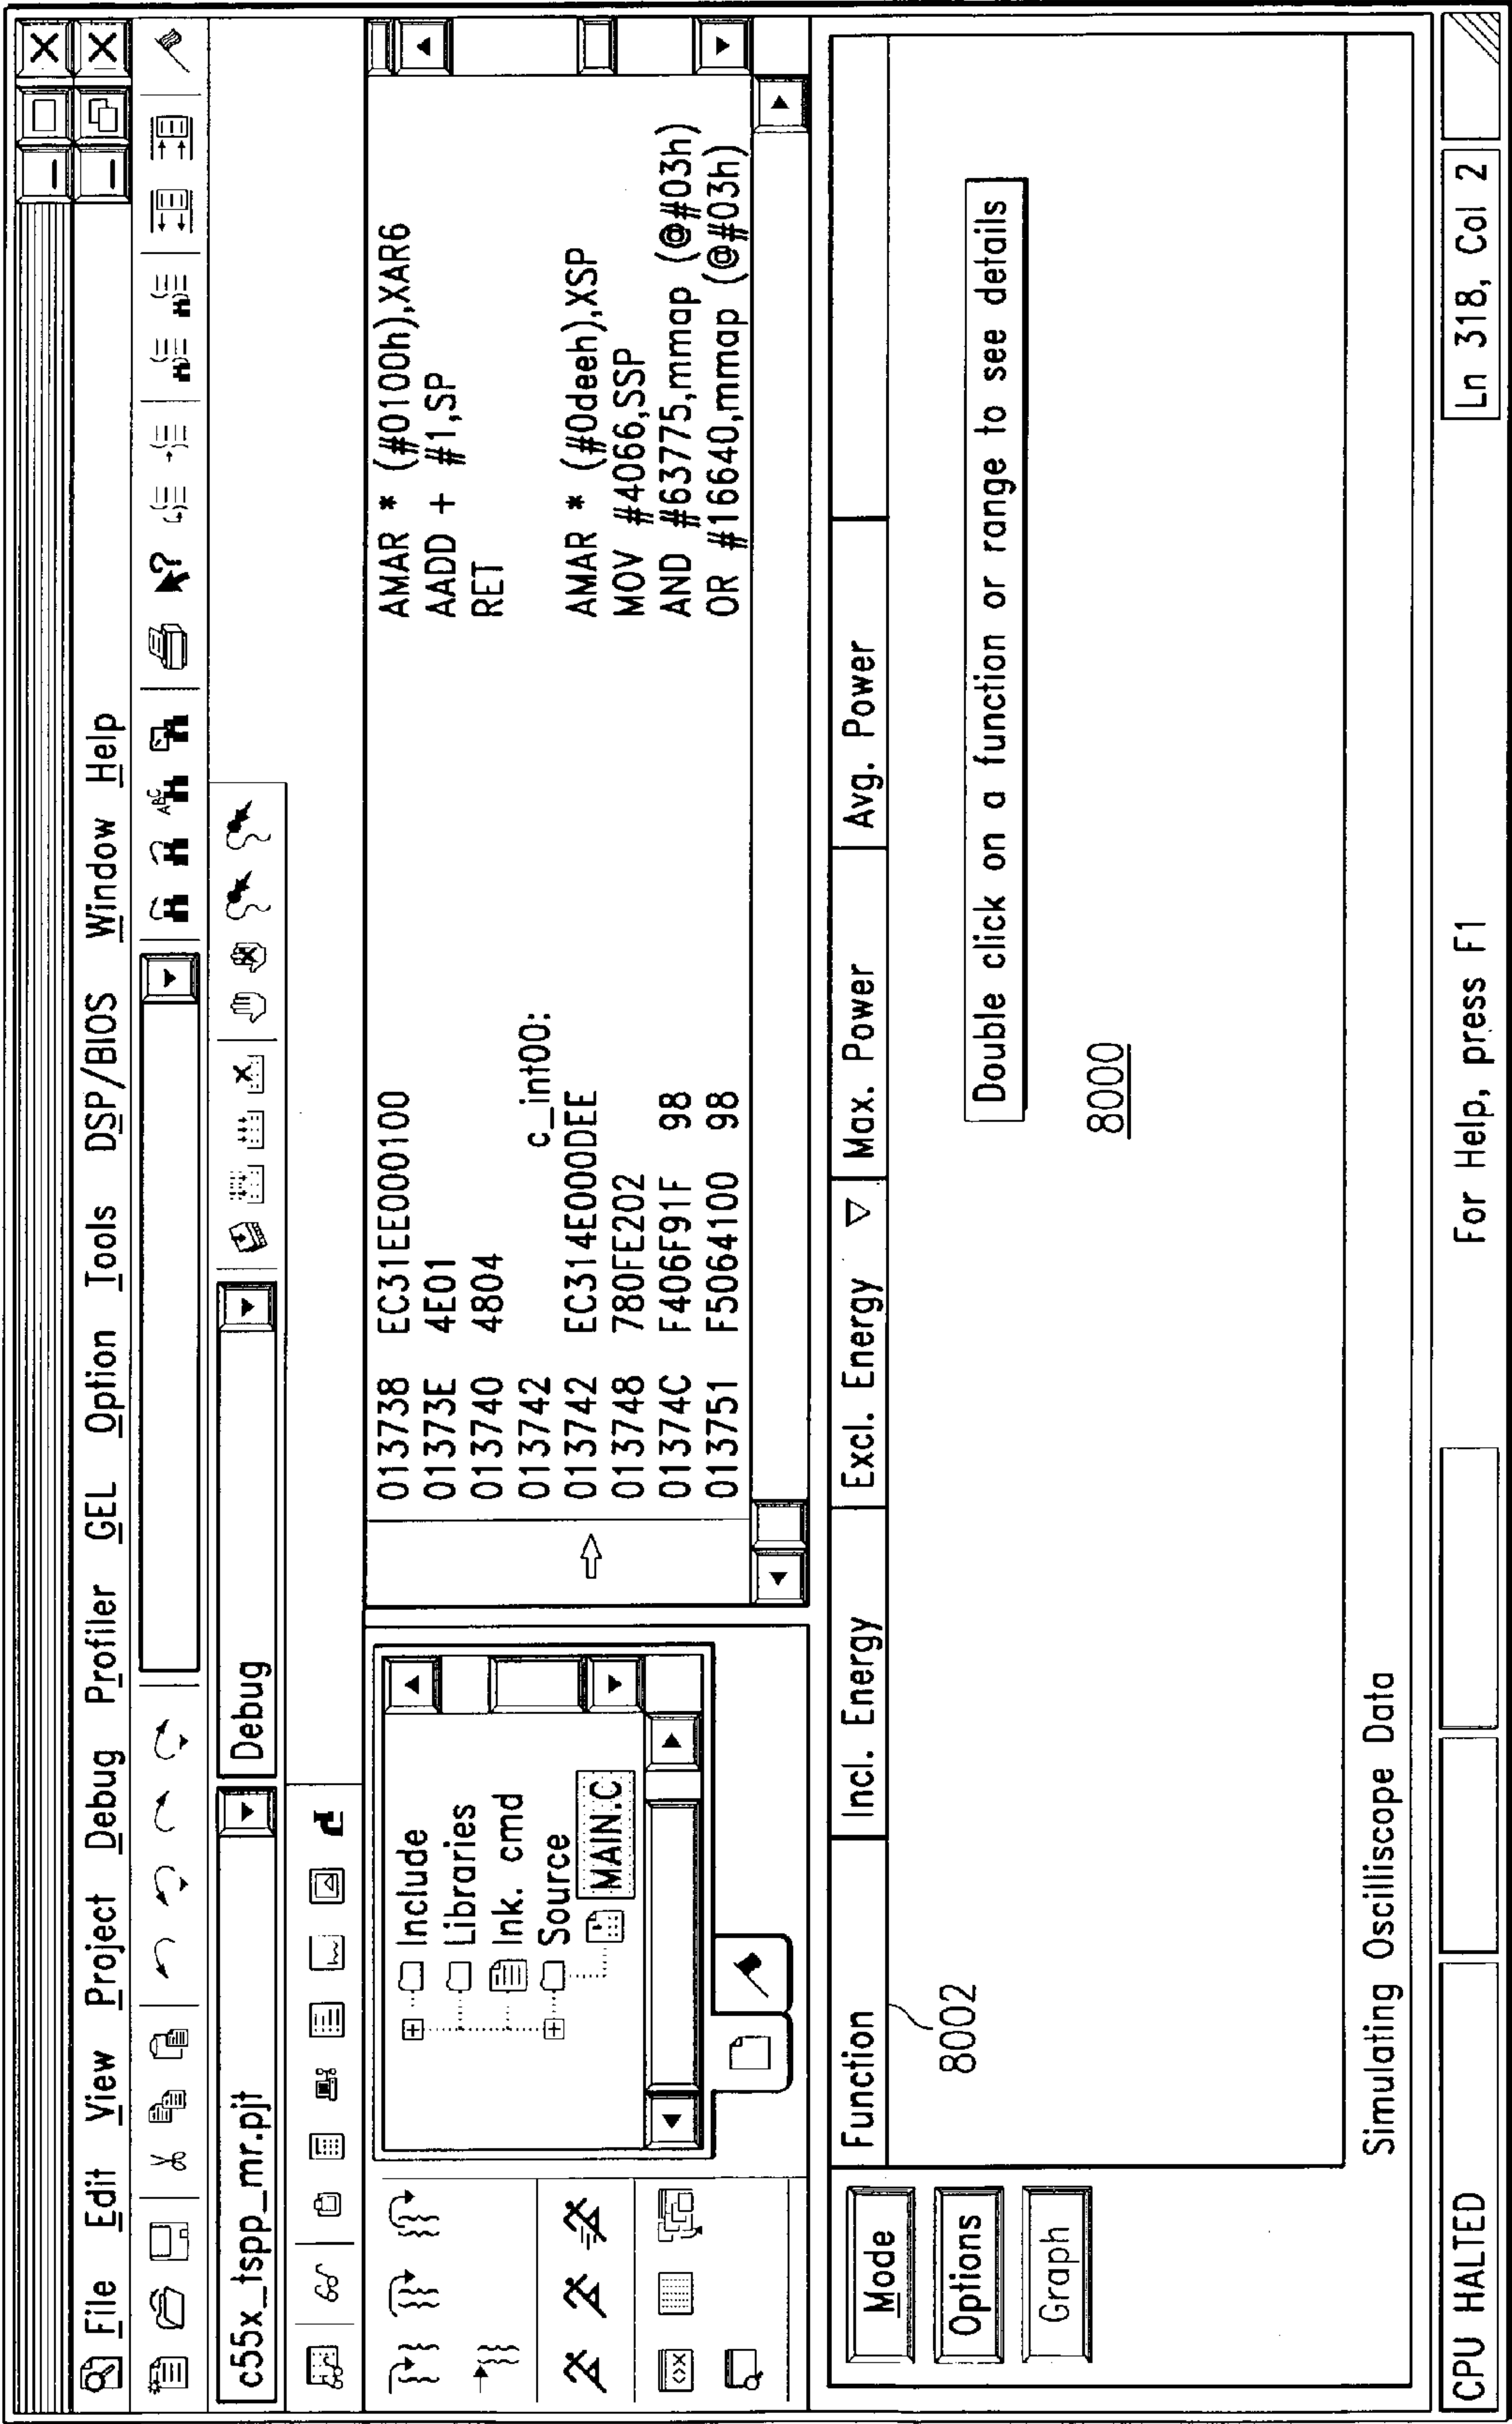 File Edit View Project Debug Profiler GEL Option Tools DSP/BIOS Window Help
ABC
c55x_tspp_mr.pjt
Debug
Include
Libraries
lnk. cmd
Source
MAIN.C
013738 EC31EE000100 AMAR * (#0100h),XAR6
01373E 4E01 AADD + #1,SP
013740 4804 RET
013742 c_int00:
013742 EC314E000DEE AMAR * (#0deeh),XSP
013748 780FE202 MOV #4066,SSP
01374C F406F91F 98 AND #63775,mmap (@#03h)
013751 F5064100 98 OR #16640,mmap (@#03h)
Mode
Options
Graph
Function Incl. Energy Excl. Energy Max. Power Avg. Power
8002
Double click on a function or range to see details
8000
Simulating Oscilliscope Data
CPU HALTED
For Help, press F1
Ln 318, Col 2